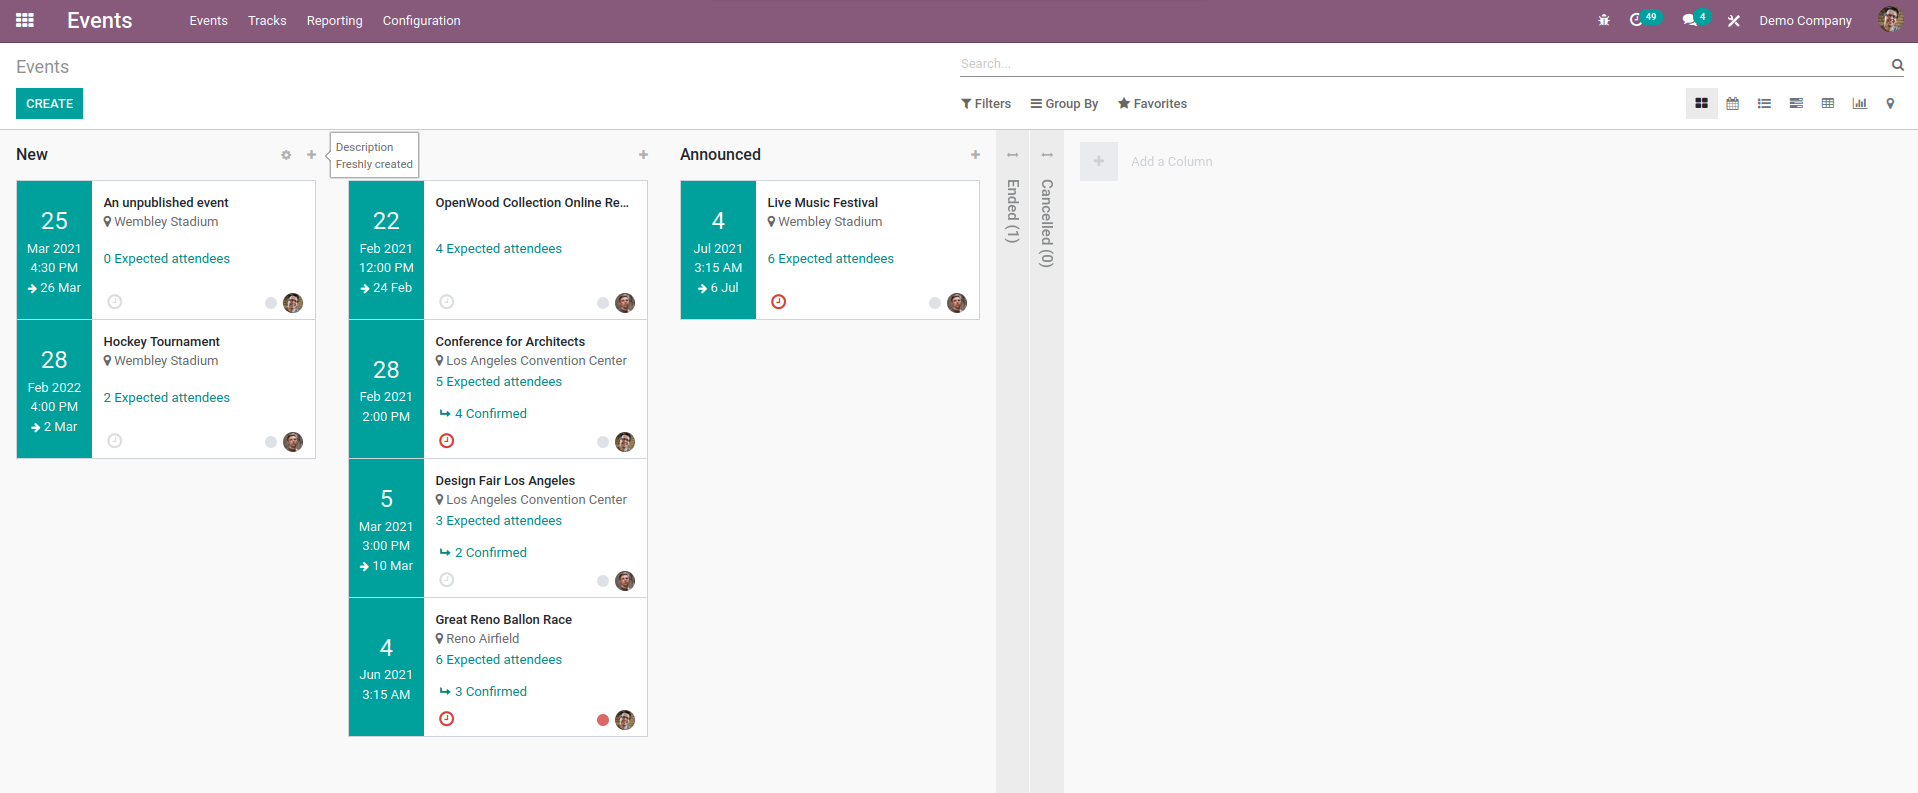 Events
Events Tracks Reporting Configuration
49
4
Demo Company
Events
Search...
CREATE
Filters
Group By
Favorites
New
Description
Freshly created
25
Mar 2021
4:30 PM
26 Mar
An unpublished event
Wembley Stadium
0 Expected attendees
28
Feb 2022
4:00 PM
2 Mar
Hockey Tournament
Wembley Stadium
2 Expected attendees
22
Feb 2021
12:00 PM
24 Feb
OpenWood Collection Online Re...
4 Expected attendees
28
Feb 2021
2:00 PM
Conference for Architects
Los Angeles Convention Center
5 Expected attendees
4 Confirmed
5
Mar 2021
3:00 PM
10 Mar
Design Fair Los Angeles
Los Angeles Convention Center
3 Expected attendees
2 Confirmed
4
Jun 2021
3:15 AM
Great Reno Ballon Race
Reno Airfield
6 Expected attendees
3 Confirmed
Announced
4
Jul 2021
3:15 AM
6 Jul
Live Music Festival
Wembley Stadium
6 Expected attendees
Ended (1)
Cancelled (0)
Add a Column